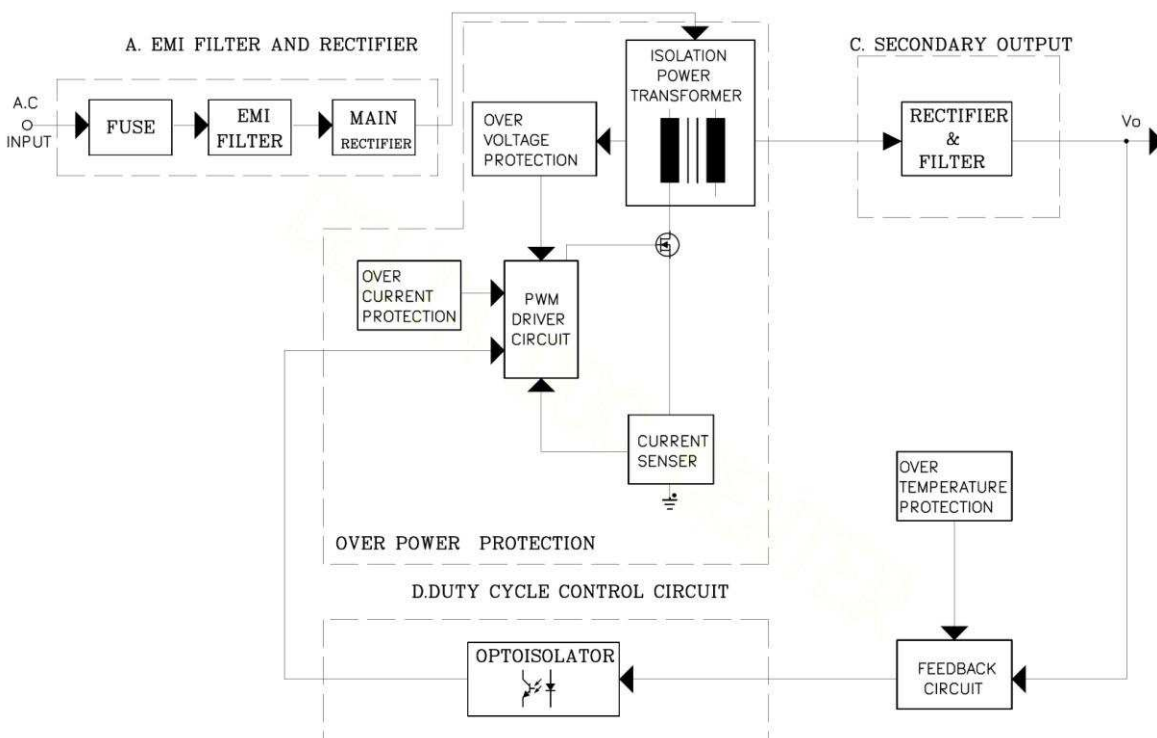 A. EMI FILTER AND RECTIFIER
A.C
INPUT
FUSE
EMI
FILTER
MAIN
RECTIFIER
ISOLATION
POWER
TRANSFORMER
OVER
VOLTAGE
PROTECTION
C. SECONDARY OUTPUT
RECTIFIER
&
FILTER
Vo
OVER
CURRENT
PROTECTION
PWM
DRIVER
CIRCUIT
CURRENT
SENSER
OVER POWER PROTECTION
OVER
TEMPERATURE
PROTECTION
D.DUTY CYCLE CONTROL CIRCUIT
OPTOISOLATOR
FEEDBACK
CIRCUIT